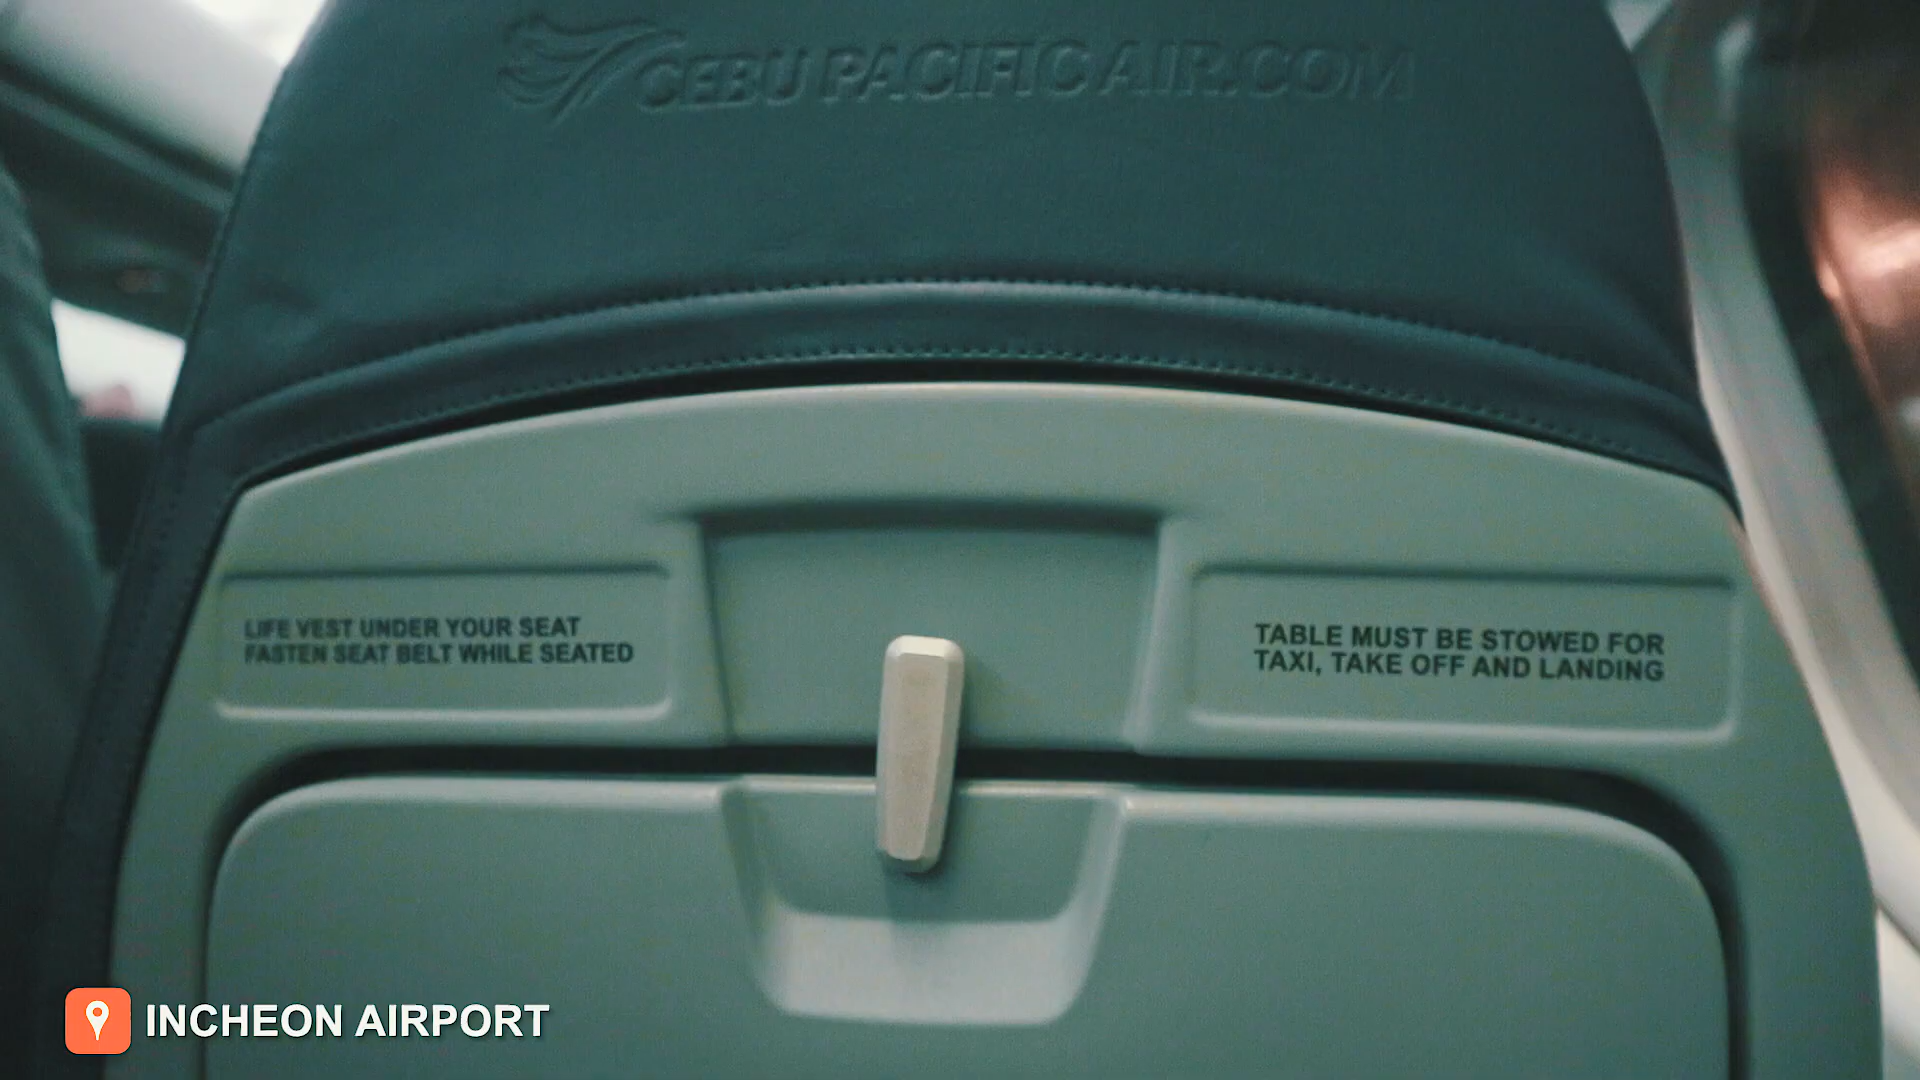 CEBUPACIFICAIR.COM
LIFE VEST UNDER YOUR SEAT
FASTEN SEAT BELT WHILE SEATED
TABLE MUST BE STOWED FOR
TAXI, TAKE OFF AND LANDING
INCHEON AIRPORT